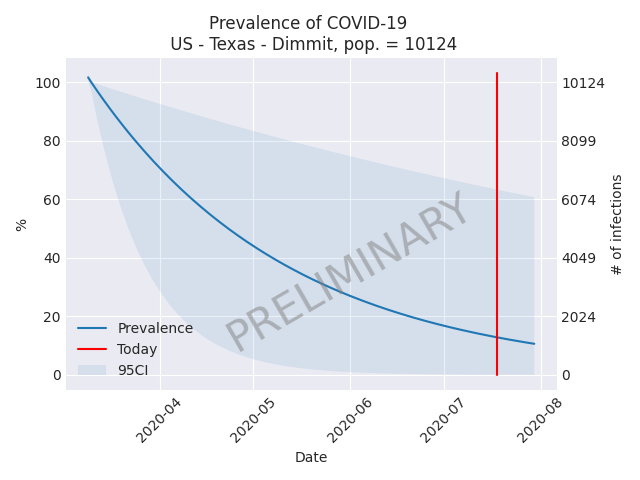 Prevalence of COVID-19
US - Texas - Dimmit, pop. = 10124
100
80
60
40
20
0
%
10124
8099
6074
4049
2024
0
# of infections
PRELIMINARY
Prevalence
Today
95CI
2020-04
2020-05
2020-06
2020-07
2020-08
Date